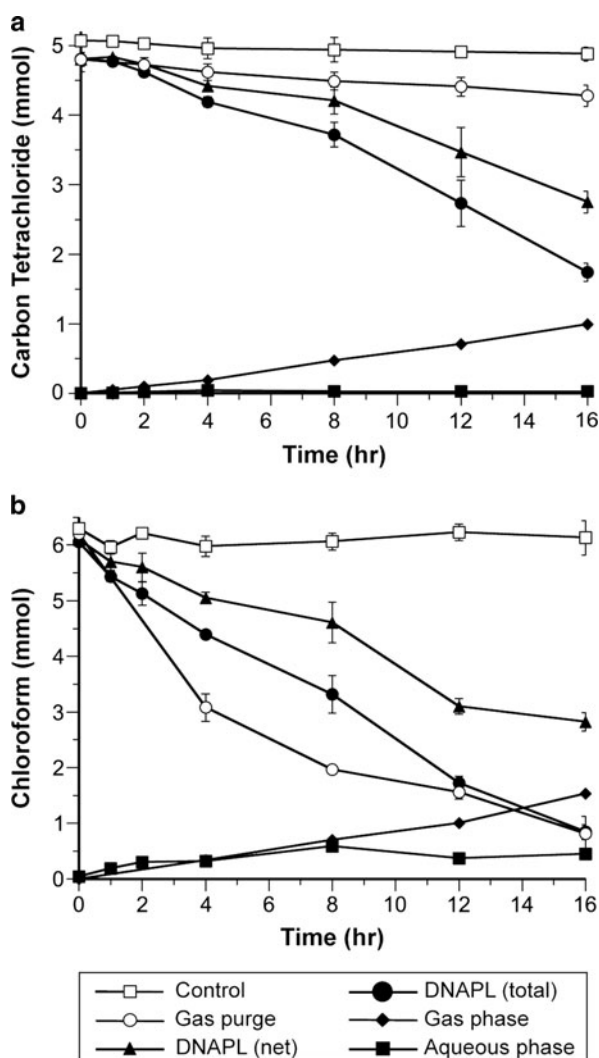 a
Carbon Tetrachloride (mmol)
5
4
3
2
1
0
0 2 4 6 8 10 12 14 16
Time (hr)
b
Chloroform (mmol)
6
5
4
3
2
1
0
0 2 4 6 8 10 12 14 16
Time (hr)
Control DNAPL (total)
Gas purge Gas phase
DNAPL (net) Aqueous phase